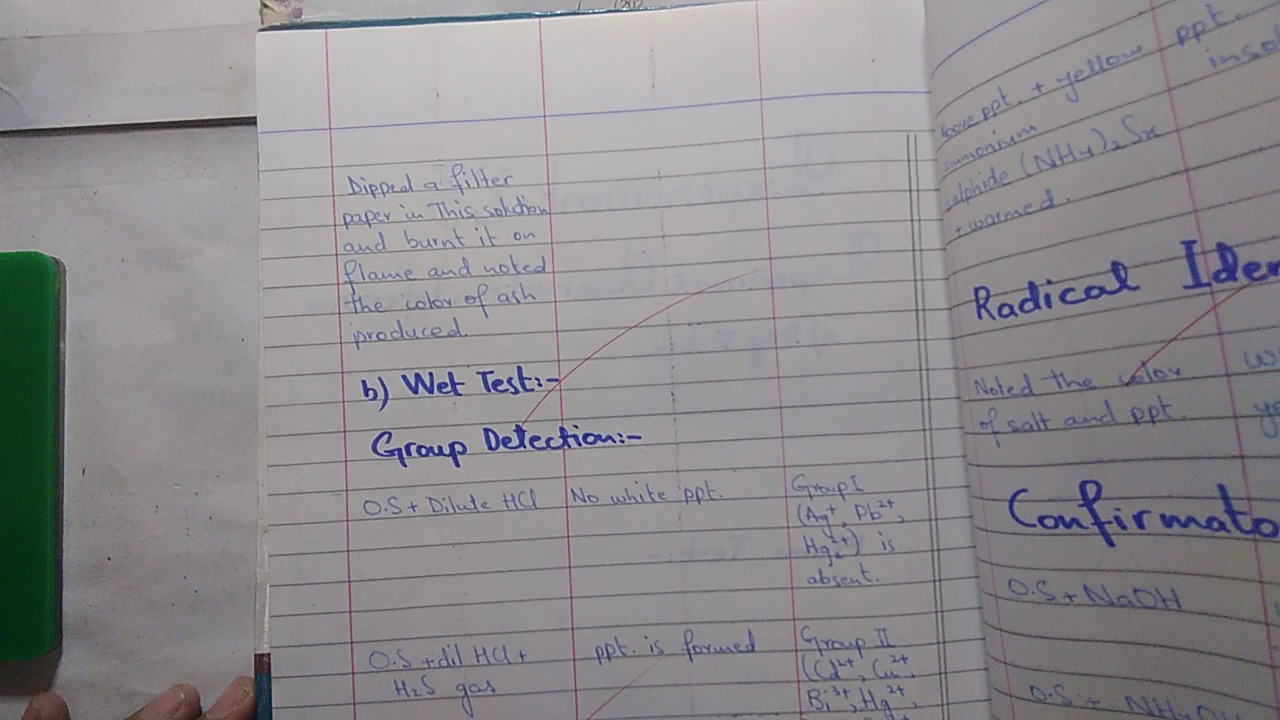 Dipped a filter
paper in This solution
and burnt it on
flame and noted
the color of ash
produced.
b) Wet Test:-
Group Detection:-
O.S + Dilute HCl
No white ppt.
Group I
(Ag+, Pb2+,
Hg2 2+) is
absent.
O.S + dil HCl +
H2S gas
ppt. is formed
Group II
(Cd2+, Cu2+
Bi3+, Hg2+,
Above ppt. + yellow
ammonium
sulphide (NH4)2Sx
+ warmed.
ppt.
insol
Radical Iden
Noted the color
of salt and ppt.
Confirmato
O.S + NaOH
O.S + NH4OH